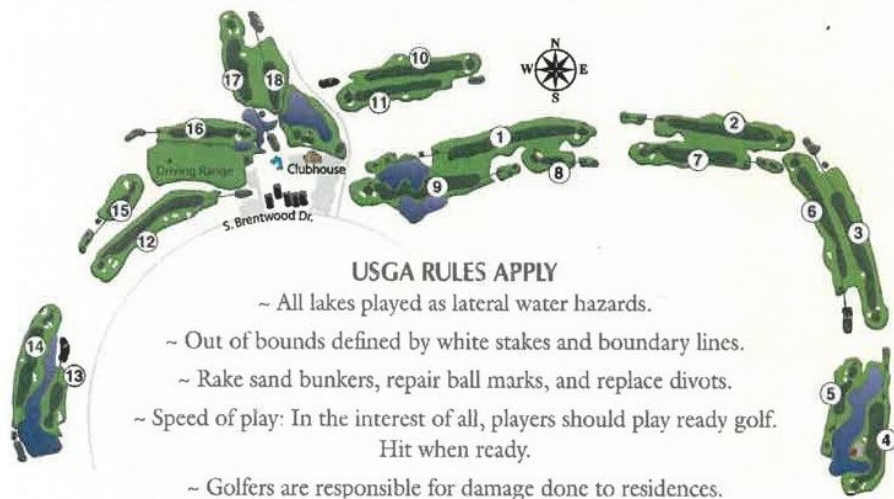 17
18
10
11
N
W E
S
16
1
2
Driving Range
Clubhouse
9
8
7
15
12
S. Brentwood Dr.
6
3
USGA RULES APPLY
~ All lakes played as lateral water hazards.
~ Out of bounds defined by white stakes and boundary lines.
14
13
~ Rake sand bunkers, repair ball marks, and replace divots.
5
4
~ Speed of play: In the interest of all, players should play ready golf.
Hit when ready.
~ Golfers are responsible for damage done to residences.